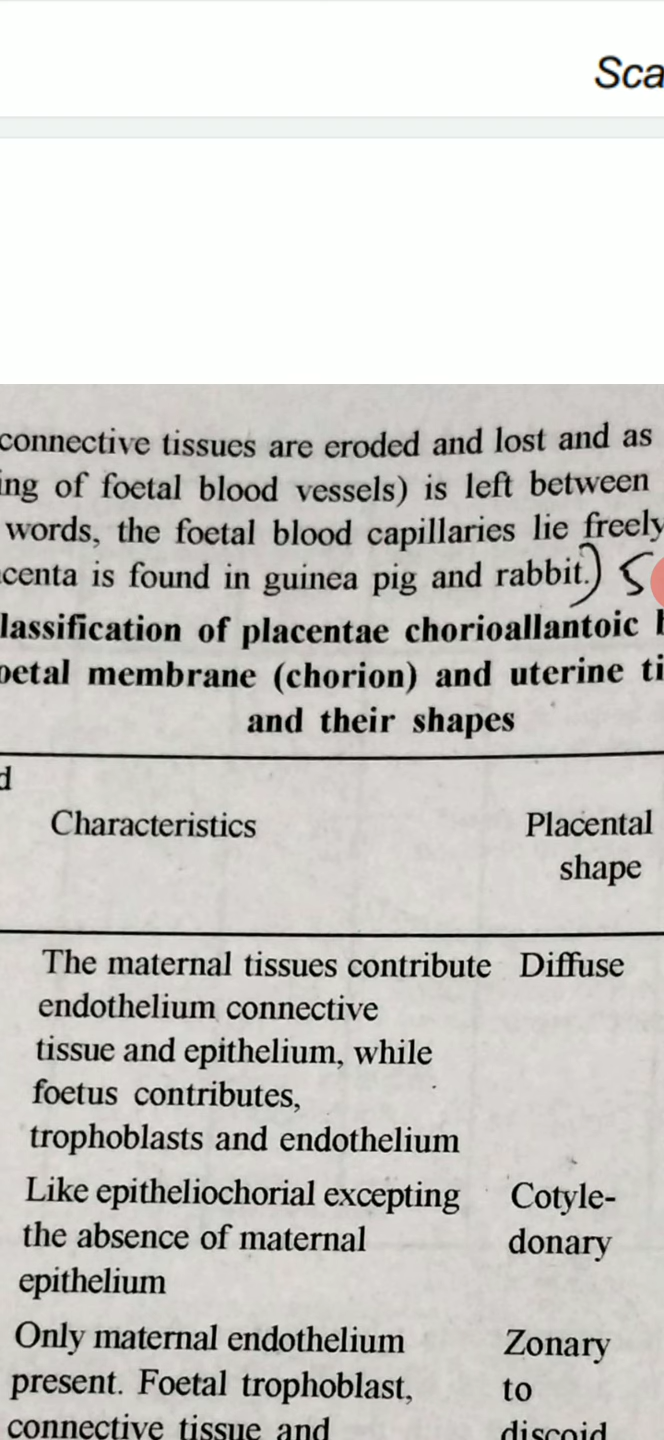 Sca
connective tissues are eroded and lost and as
ing of foetal blood vessels) is left between
words, the foetal blood capillaries lie freely
centa is found in guinea pig and rabbit.)
lassification of placentae chorioallantoic
oetal membrane (chorion) and uterine ti
and their shapes
d
Characteristics Placental
shape
The maternal tissues contribute Diffuse
endothelium connective
tissue and epithelium, while
foetus contributes,
trophoblasts and endothelium
Like epitheliochorial excepting Cotyle-
the absence of maternal donary
epithelium
Only maternal endothelium Zonary
present. Foetal trophoblast, to
connective tissue and discoid